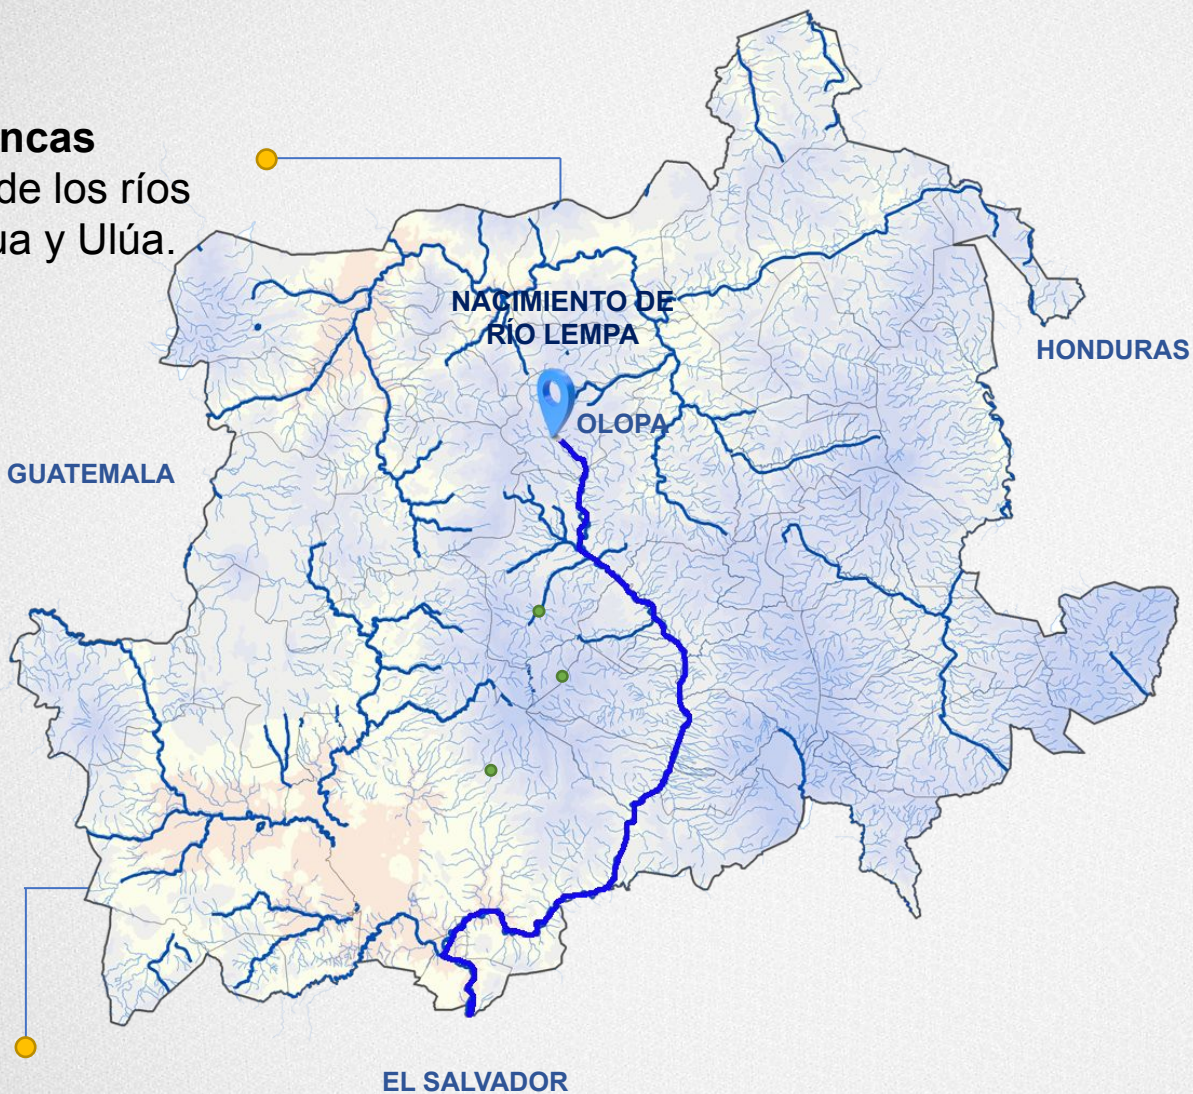 ncas
de los ríos
ua y Ulúa.
NACIMIENTO DE
RÍO LEMPA
HONDURAS
OLOPA
GUATEMALA
EL SALVADOR